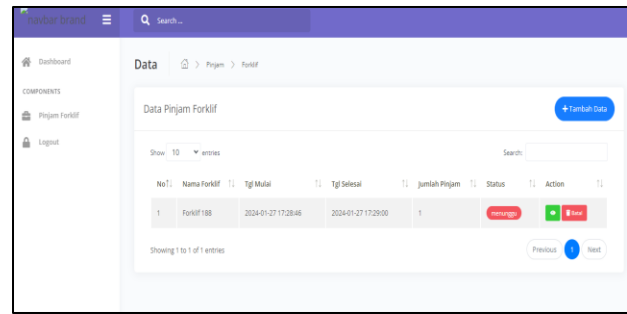 navbar brand
Search ...
Dashboard
COMPONENTS
Pinjam Forklif
Logout
Data > Pinjam > Forklif
Data Pinjam Forklif
+ Tambah Data
Show 10 entries
Search:
No Nama Forklif Tgl Mulai Tgl Selesai Jumlah Pinjam Status Action
1 Forklif 188 2024-01-27 17:28:46 2024-01-27 17:29:00 1 menunggu Batal
Showing 1 to 1 of 1 entries
Previous 1 Next